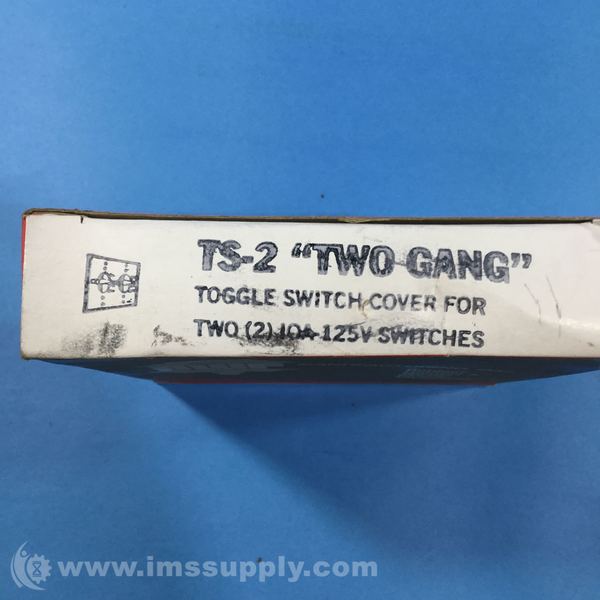 TS-2 “TWO GANG”
TOGGLE SWITCH COVER FOR
TWO (2) 10A-125V SWITCHES
www.imssupply.com